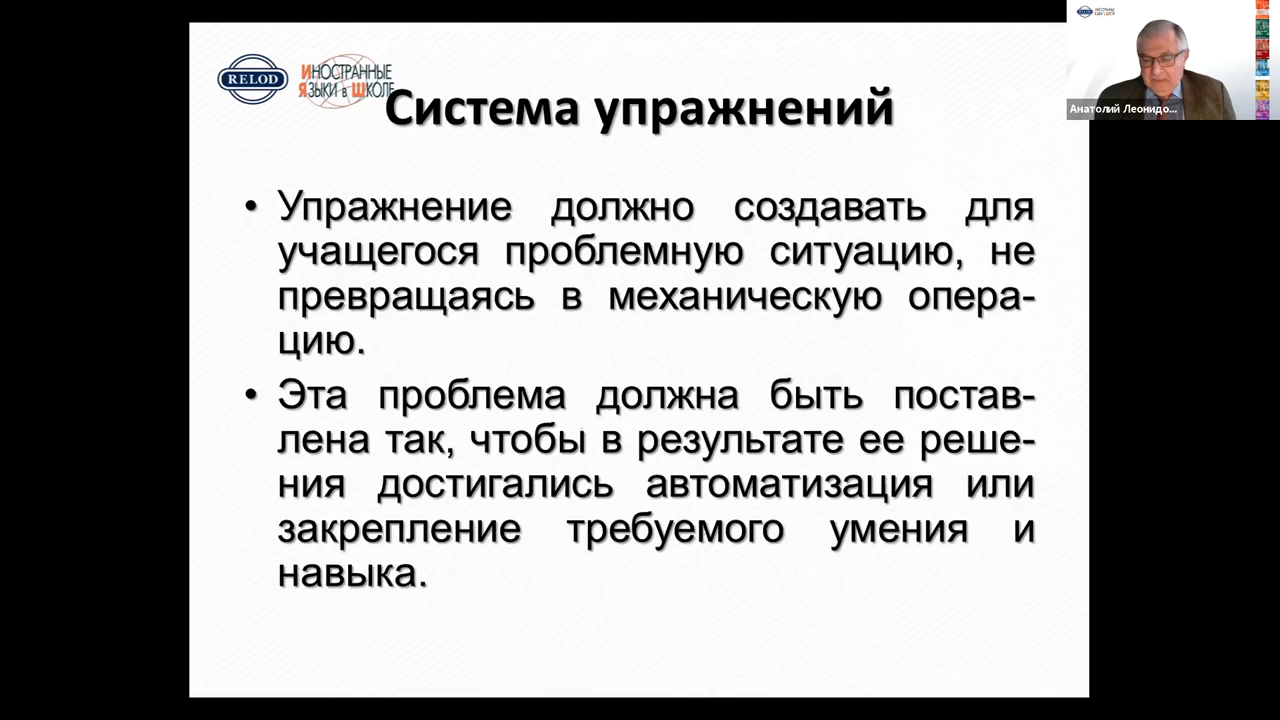 RELOD
ИНОСТРАННЫЕ
ЯЗЫКИ в ШКОЛЕ
Система упражнений
• Упражнение должно создавать для
учащегося проблемную ситуацию, не
превращаясь в механическую опера-
цию.
• Эта проблема должна быть постав-
лена так, чтобы в результате ее реше-
ния достигались автоматизация или
закрепление требуемого умения и
навыка.
Анатолий Леонидо...